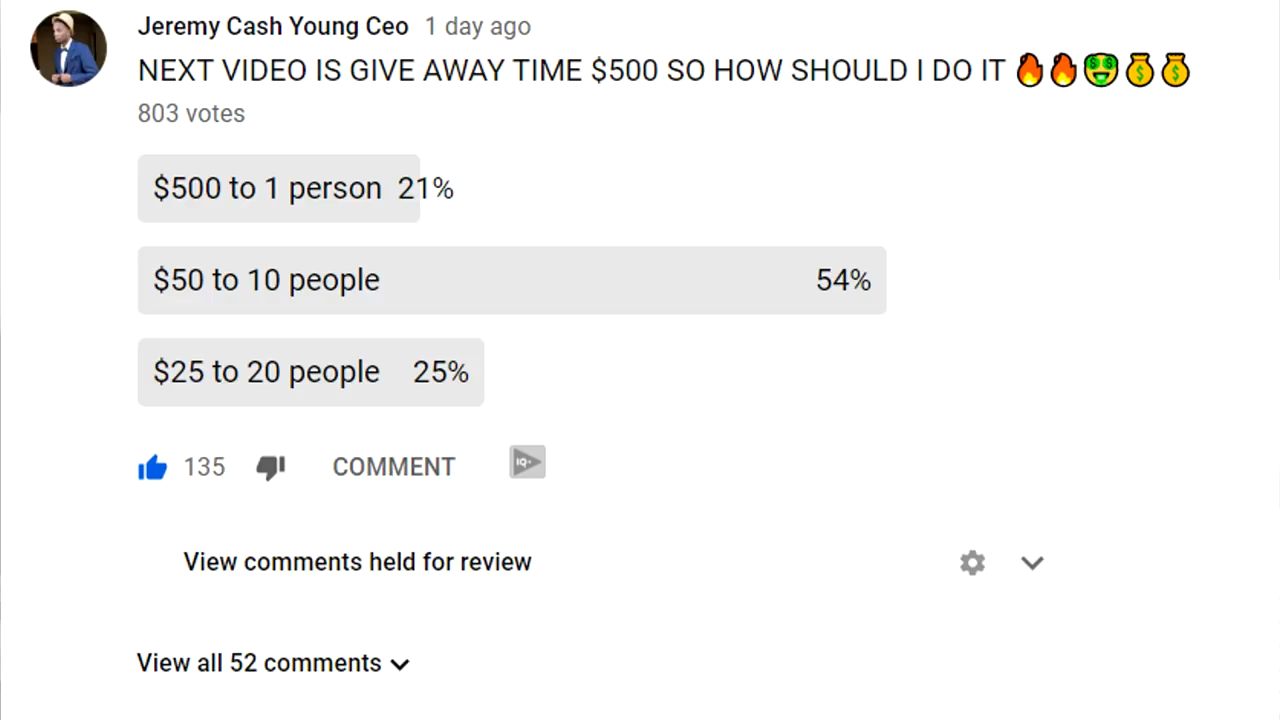 Jeremy Cash Young Ceo 1 day ago
NEXT VIDEO IS GIVE AWAY TIME $500 SO HOW SHOULD I DO IT 🔥🔥🤑💰💰
803 votes
$500 to 1 person 21%
$50 to 10 people 54%
$25 to 20 people 25%
135 COMMENT IQ+
View comments held for review
View all 52 comments